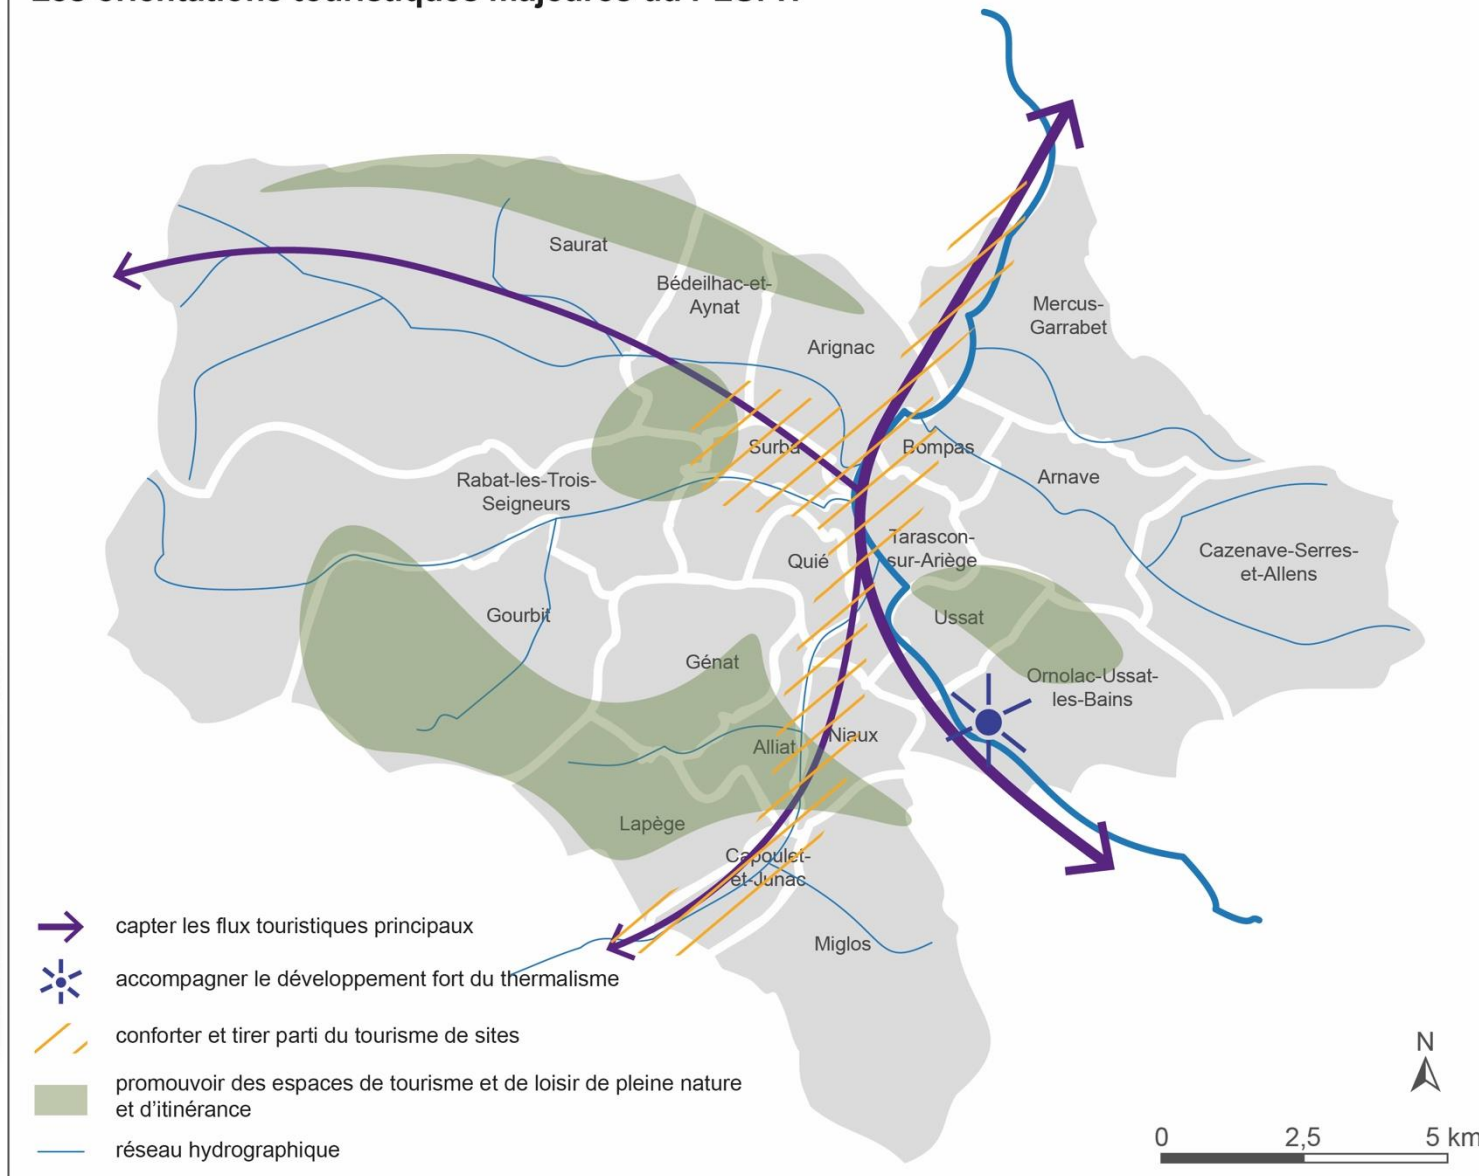 Saurat
Bédeilhac-et-
Aynat
Mercus-
Garrabet
Arignac
Surba
Bompas
Rabat-les-Trois-
Seigneurs
Arnave
Quié
Tarascon-
sur-Ariège
Cazenave-Serres-
et-Allens
Gourbit
Ussat
Génat
Ornolac-Ussat-
les-Bains
Alliat
Niaux
Lapège
Capoulet-
et-Junac
Miglos
capter les flux touristiques principaux
accompagner le développement fort du thermalisme
conforter et tirer parti du tourisme de sites
promouvoir des espaces de tourisme et de loisir de pleine nature
et d'itinérance
réseau hydrographique
N
0 2,5 5 km